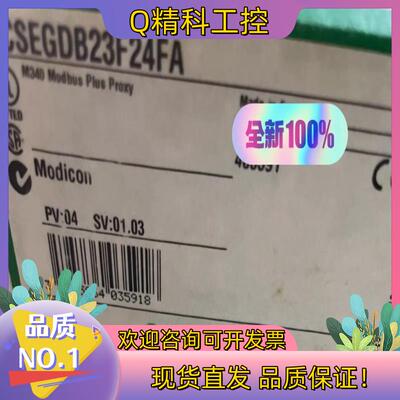 Q精科工控
CSEGDB23F24FA
M340 Modbus Plus Proxy
全新100%
Modicon
PV:04 SV:01.03
035918
品质
NO.1
欢迎咨询可开发票
现货直发 品质保证!